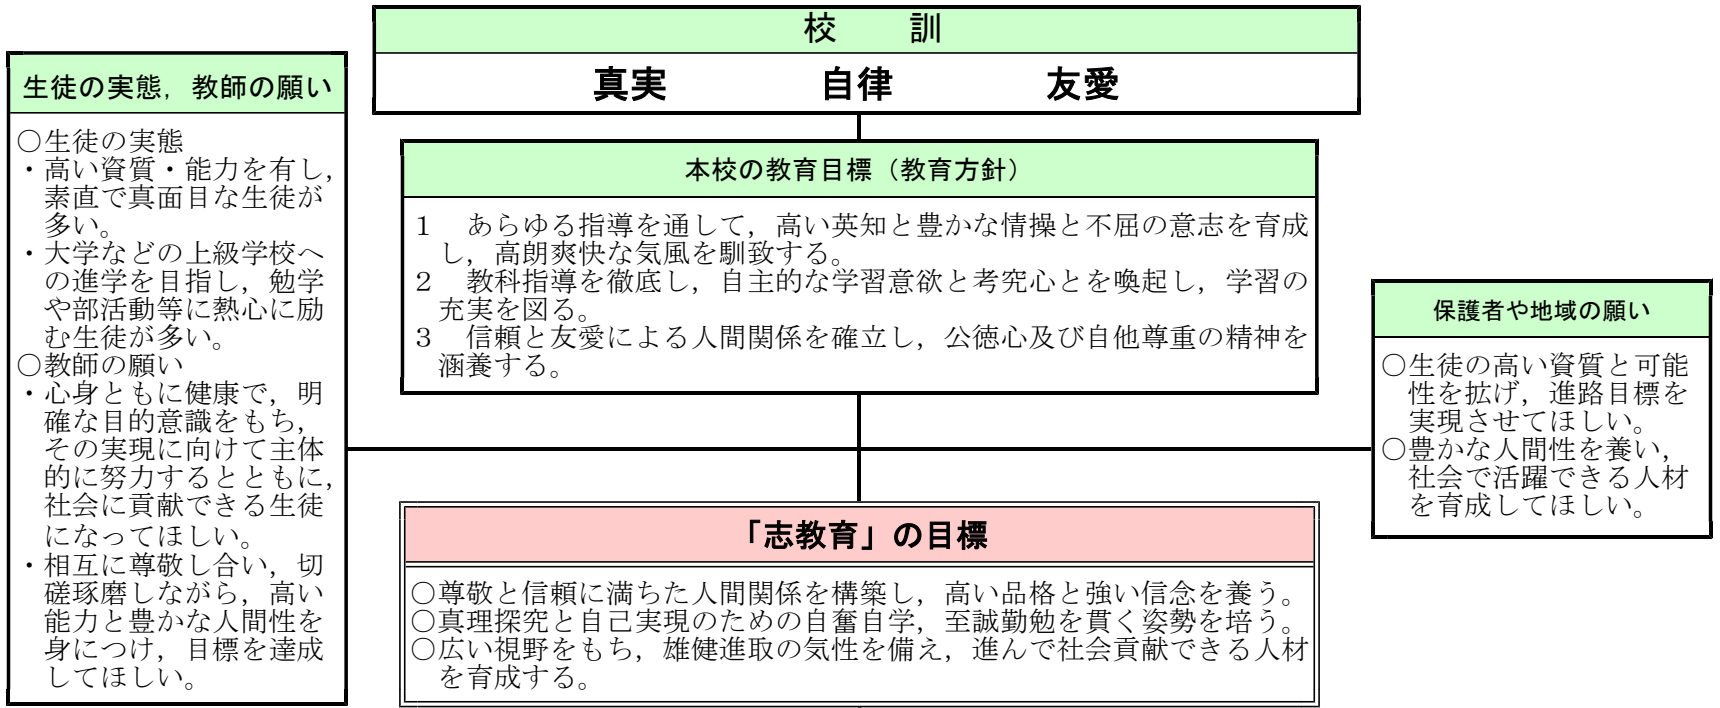 校　　訓
真実　　　自律　　　友愛
生徒の実態，教師の願い
○生徒の実態
・高い資質・能力を有し，
素直で真面目な生徒が
多い。
・大学などの上級学校へ
の進学を目指し，勉学
や部活動等に熱心に励
む生徒が多い。
○教師の願い
・心身ともに健康で，明
確な目的意識をもち，
その実現に向けて主体
的に努力するとともに，
社会に貢献できる生徒
になってほしい。
・相互に尊敬し合い，切
磋琢磨しながら，高い
能力と豊かな人間性を
身につけ，目標を達成
してほしい。
本校の教育目標（教育方針）
１　あらゆる指導を通して，高い英知と豊かな情操と不屈の意志を育成
し，高朗爽快な気風を馴致する。
２　教科指導を徹底し，自主的な学習意欲と考究心とを喚起し，学習の
充実を図る。
３　信頼と友愛による人間関係を確立し，公徳心及び自他尊重の精神を
涵養する。
保護者や地域の願い
○生徒の高い資質と可能
性を拡げ，進路目標を
実現させてほしい。
○豊かな人間性を養い，
社会で活躍できる人材
を育成してほしい。
「志教育」の目標
○尊敬と信頼に満ちた人間関係を構築し，高い品格と強い信念を養う。
○真理探究と自己実現のための自奮自学，至誠勤勉を貫く姿勢を培う。
○広い視野をもち，雄健進取の気性を備え，進んで社会貢献できる人材
を育成する。